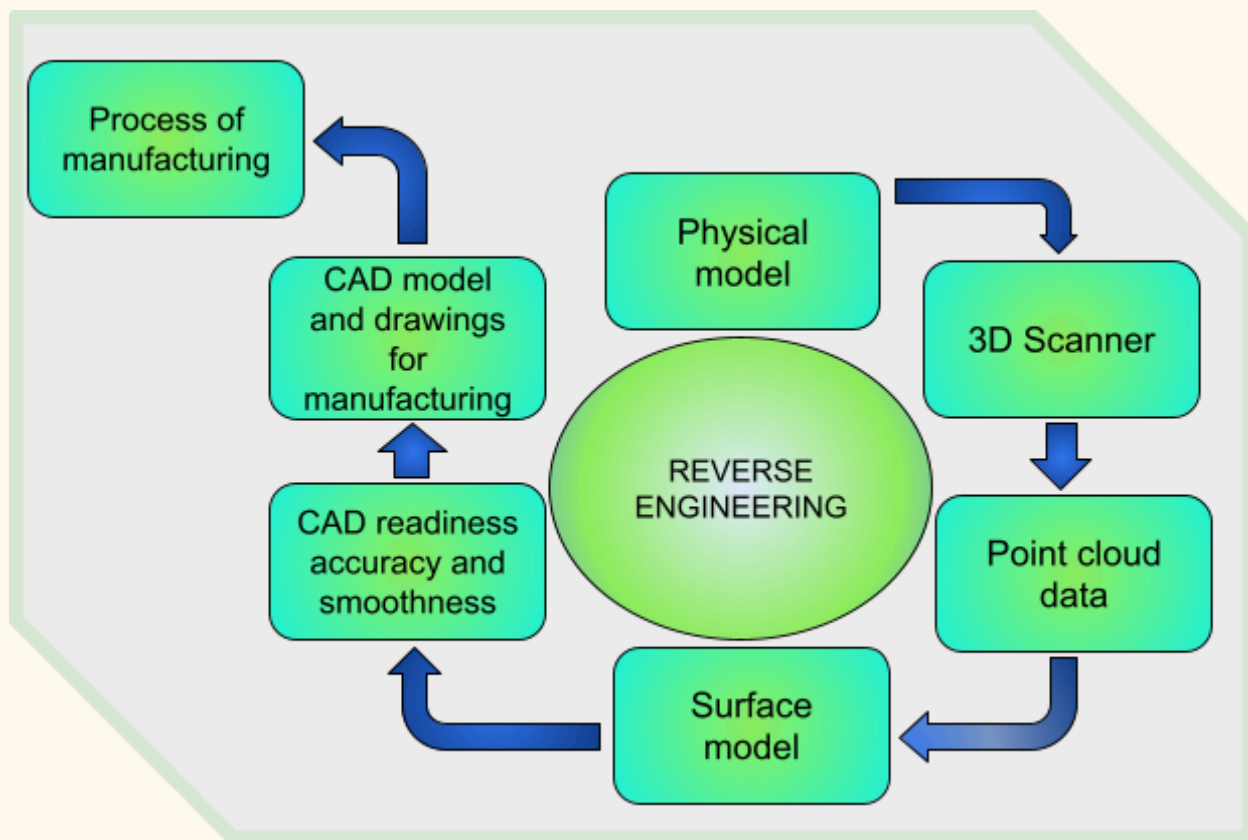 Process of
manufacturing
Physical
model
3D Scanner
CAD model
and drawings
for
manufacturing
REVERSE
ENGINEERING
CAD readiness
accuracy and
smoothness
Point cloud
data
Surface
model